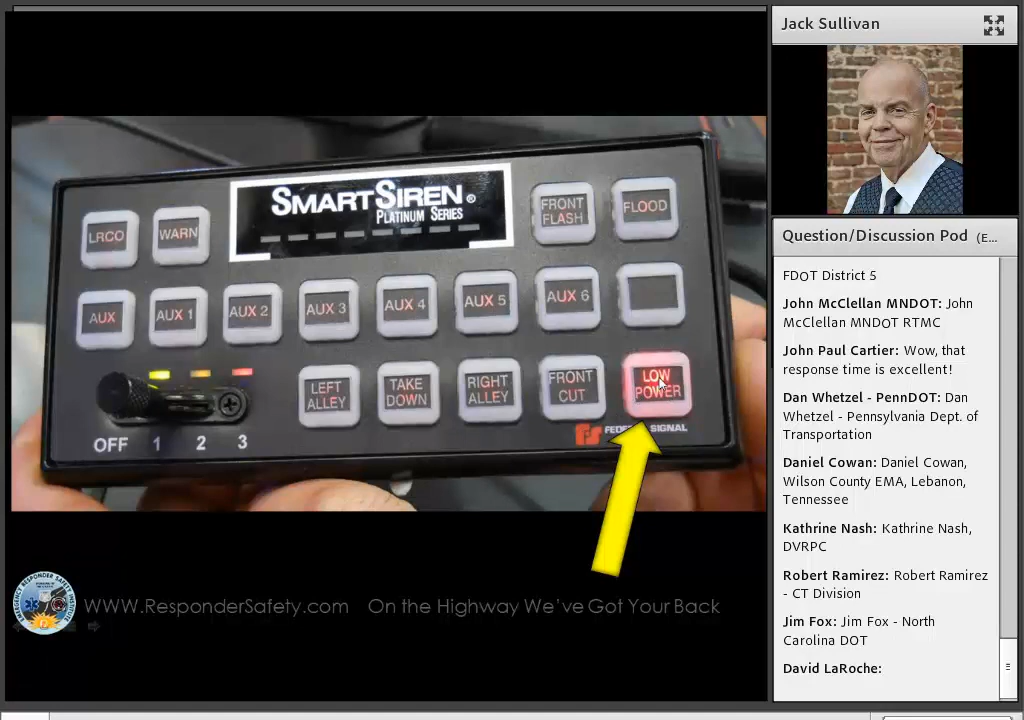 Jack Sullivan
SMARTSIREN®
PLATINUM SERIES
LRCO
WARN
FRONT
FLASH
FLOOD
AUX
AUX 1
AUX 2
AUX 3
AUX 4
AUX 5
AUX 6
LEFT
ALLEY
TAKE
DOWN
RIGHT
ALLEY
FRONT
CUT
LOW
POWER
OFF 1 2 3
FEDERAL SIGNAL
WWW.ResponderSafety.com On the Highway We've Got Your Back
Question/Discussion Pod (E...
FDOT District 5
John McClellan MNDOT: John
McClellan MNDOT RTMC
John Paul Cartier: Wow, that
response time is excellent!
Dan Whetzel - PennDOT: Dan
Whetzel - Pennsylvania Dept. of
Transportation
Daniel Cowan: Daniel Cowan,
Wilson County EMA, Lebanon,
Tennessee
Kathrine Nash: Kathrine Nash,
DVRPC
Robert Ramirez: Robert Ramirez
- CT Division
Jim Fox: Jim Fox - North
Carolina DOT
David LaRoche: